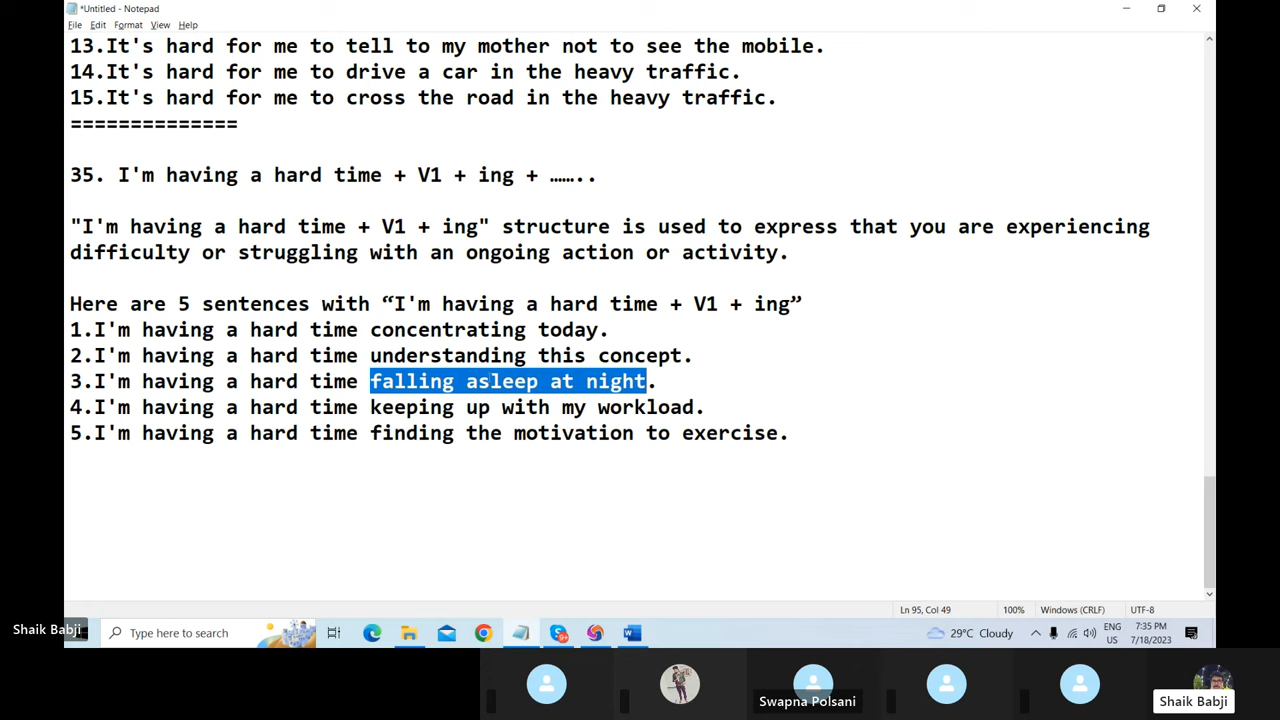 *Untitled - Notepad
File Edit Format View Help
13.It's hard for me to tell to my mother not to see the mobile.
14.It's hard for me to drive a car in the heavy traffic.
15.It's hard for me to cross the road in the heavy traffic.
==============
35. I'm having a hard time + V1 + ing + ……..
"I'm having a hard time + V1 + ing" structure is used to express that you are experiencing
difficulty or struggling with an ongoing action or activity.
Here are 5 sentences with “I'm having a hard time + V1 + ing”
1.I'm having a hard time concentrating today.
2.I'm having a hard time understanding this concept.
3.I'm having a hard time falling asleep at night.
4.I'm having a hard time keeping up with my workload.
5.I'm having a hard time finding the motivation to exercise.
Ln 95, Col 49 100% Windows (CRLF) UTF-8
Shaik Babji
Type here to search
29°C Cloudy
ENG
US
7:35 PM
7/18/2023
Swapna Polsani
Shaik Babji